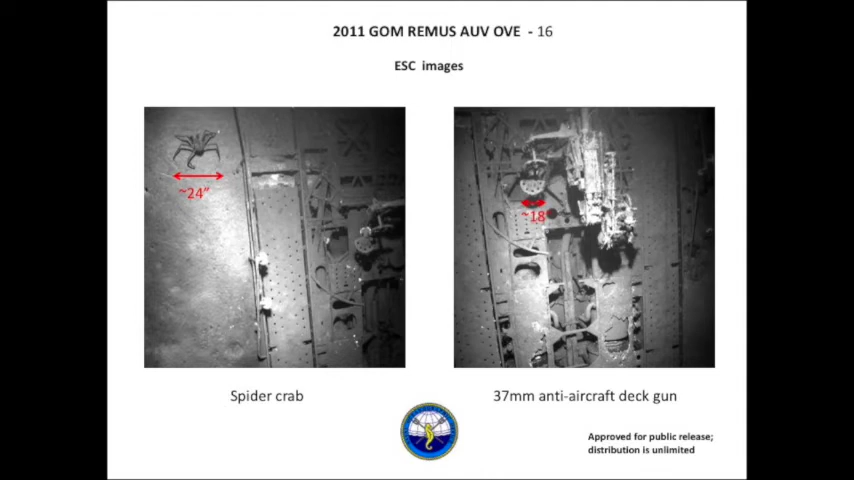 2011 GOM REMUS AUV OVE - 16
ESC images
~24”
~18
Spider crab
37mm anti-aircraft deck gun
Approved for public release;
distribution is unlimited